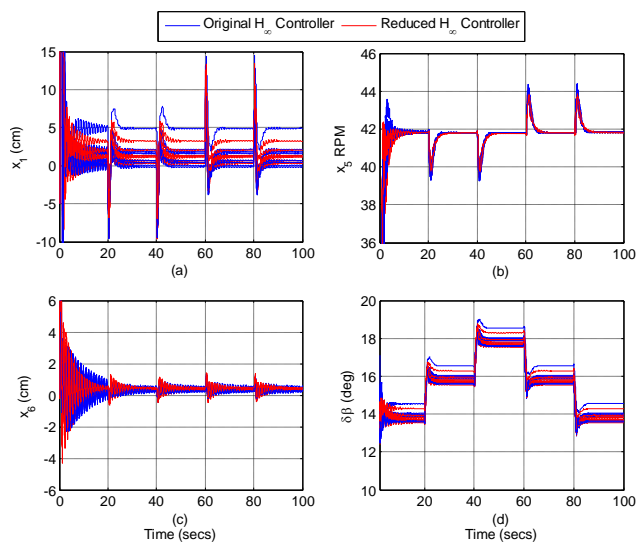 Original H∞ Controller Reduced H∞ Controller
15
10
5
0
-5
-10
x1 (cm)
0 20 40 60 80 100
(a)
46
44
42
40
38
36
x5 RPM
0 20 40 60 80 100
(b)
6
4
2
0
-2
-4
-6
x6 (cm)
0 20 40 60 80 100
(c)
Time (secs)
20
18
16
14
12
10
δβ (deg)
20 40 60 80 100
(d)
Time (secs)